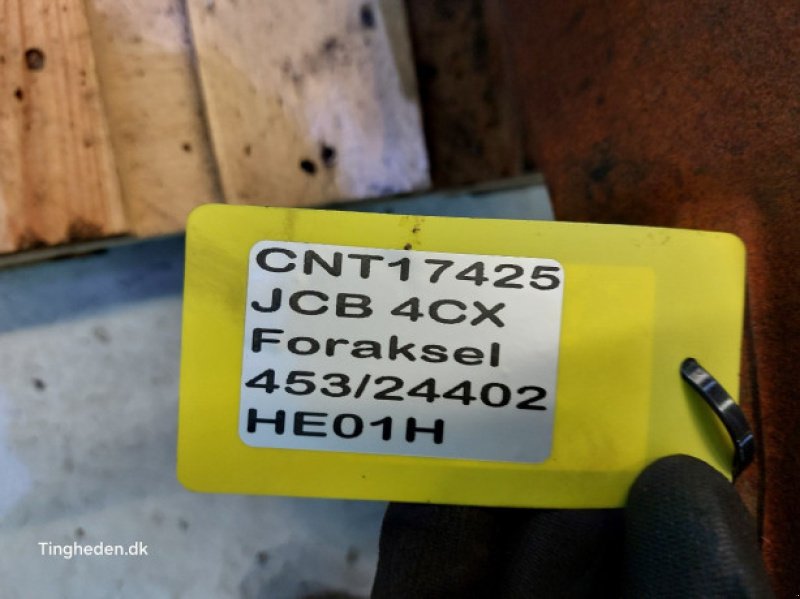 CNT17425
JCB 4CX
Foraksel
453/24402
HE01H
Tingheden.dk